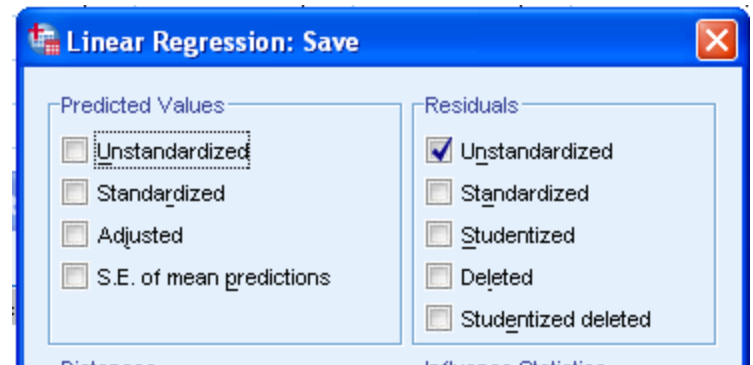 Linear Regression: Save
Predicted Values
Unstandardized
Standardized
Adjusted
S.E. of mean predictions
Residuals
Unstandardized
Standardized
Studentized
Deleted
Studentized deleted